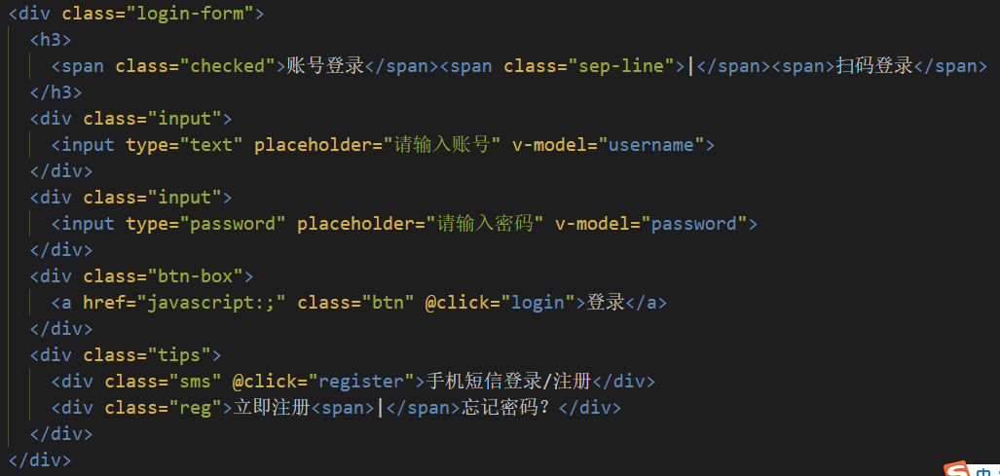 <div class="login-form">
<h3>
<span class="checked">账号登录</span><span class="sep-line">|</span><span>扫码登录</span>
</h3>
<div class="input">
<input type="text" placeholder="请输入账号" v-model="username">
</div>
<div class="input">
<input type="password" placeholder="请输入密码" v-model="password">
</div>
<div class="btn-box">
<a href="javascript:;" class="btn" @click="login">登录</a>
</div>
<div class="tips">
<div class="sms" @click="register">手机短信登录/注册</div>
<div class="reg">立即注册<span>|</span>忘记密码？</div>
</div>
</div>